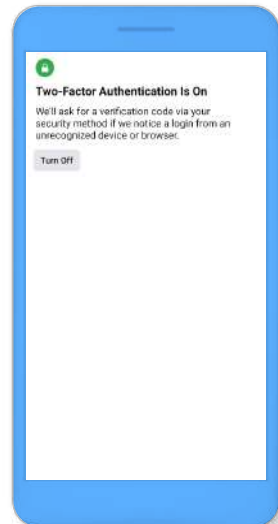 Two-Factor Authentication Is On
We'll ask for a verification code via your
security method if we notice a login from an
unrecognized device or browser.
Turn Off